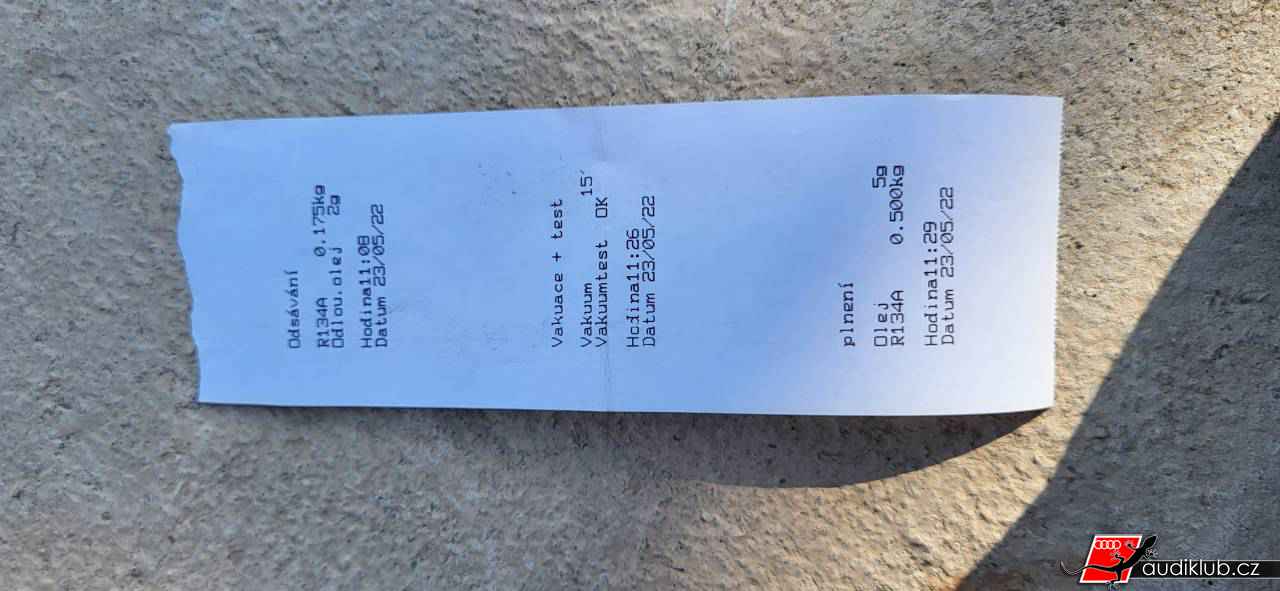 Odsávání
R134A 0.175kg
Odlou.olej 2g
Hodina11:08
Datum 23/05/22
Vakuace + test
Vakuum 15'
Vakuumtest OK
Hodina11:26
Datum 23/05/22
plnení
Olej 5g
R134A 0.500kg
Hodina11:29
Datum 23/05/22
audiklub.cz